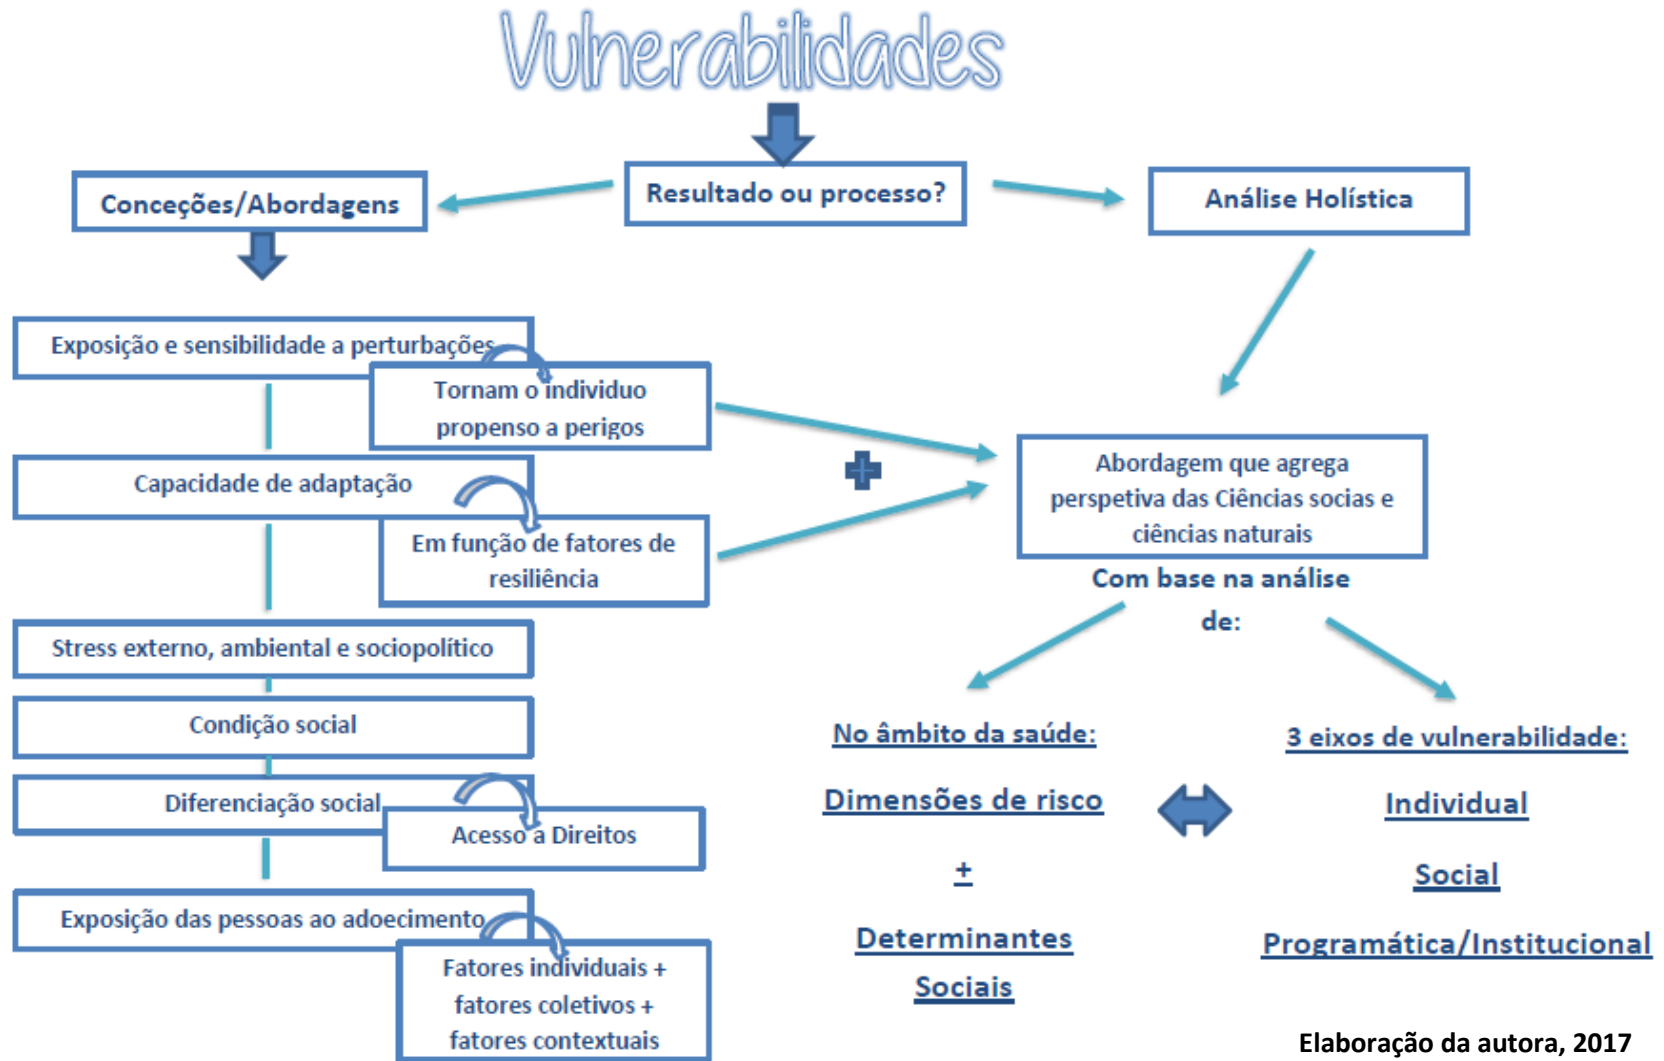 Vulnerabilidades
Resultado ou processo?
Conceções/Abordagens
Análise Holística
Exposição e sensibilidade a perturbações
Tornam o individuo
propenso a perigos
Capacidade de adaptação
Em função de fatores de
resiliência
Stress externo, ambiental e sociopolítico
Condição social
Diferenciação social
Acesso a Direitos
Exposição das pessoas ao adoecimento
Fatores individuais +
fatores coletivos +
fatores contextuais
Abordagem que agrega
perspetiva das Ciências socias e
ciências naturais
Com base na análise
de:
No âmbito da saúde:
Dimensões de risco
+
Determinantes
Sociais
3 eixos de vulnerabilidade:
Individual
Social
Programática/Institucional
Elaboração da autora, 2017